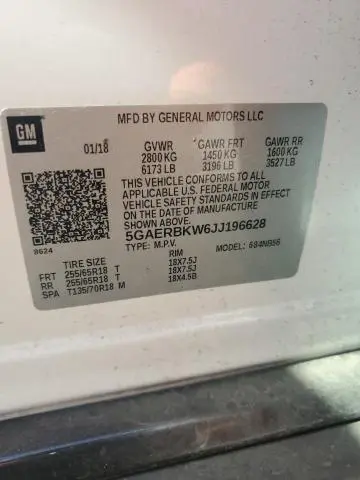 GM
MFD BY GENERAL MOTORS LLC
01/18 GVWR GAWR FRT GAWR RR
2800 KG 1450 KG 1600 KG
6173 LB 3196 LB 3527 LB
THIS VEHICLE CONFORMS TO ALL
APPLICABLE U.S. FEDERAL MOTOR
VEHICLE SAFETY STANDARDS IN EFFECT
ON THE DATE OF MANUFACTURE
SHOWN ABOVE.
5GAERBKW6JJ196628
8624
TYPE: M.P.V. MODEL: 684NB56
TIRE SIZE RIM
FRT 255/65R18 T 18X7.5J
RR 255/65R18 T 18X7.5J
SPA T135/70R18 M 18X4.5B